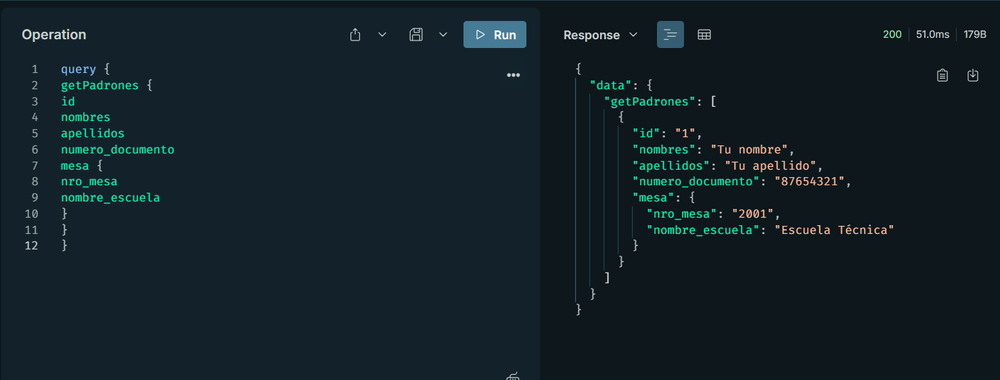 Operation
Run
1 query {
2 getPadrones {
3 id
4 nombres
5 apellidos
6 numero_documento
7 mesa {
8 nro_mesa
9 nombre_escuela
10 }
11 }
12 }
Response
200 51.0ms 179B
{
"data": {
"getPadrones": [
{
"id": "1",
"nombres": "Tu nombre",
"apellidos": "Tu apellido",
"numero_documento": "87654321",
"mesa": {
"nro_mesa": "2001",
"nombre_escuela": "Escuela Técnica"
}
}
]
}
}